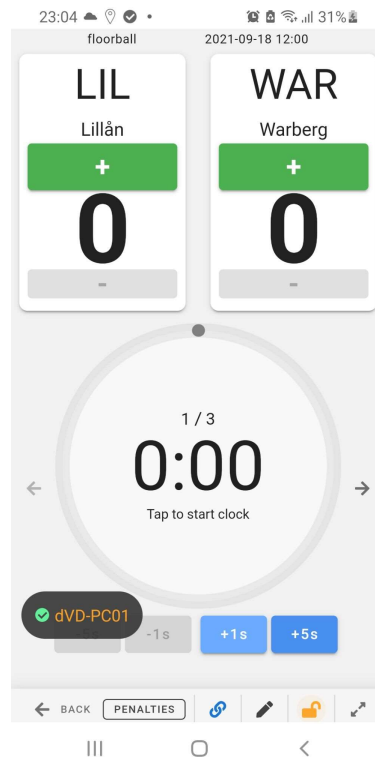 23:04 31%
floorball 2021-09-18 12:00
LIL WAR
Lillån Warberg
+ +
0 0
- -
1 / 3
0:00
Tap to start clock
dVD-PC01
-1s +1s +5s
BACK PENALTIES